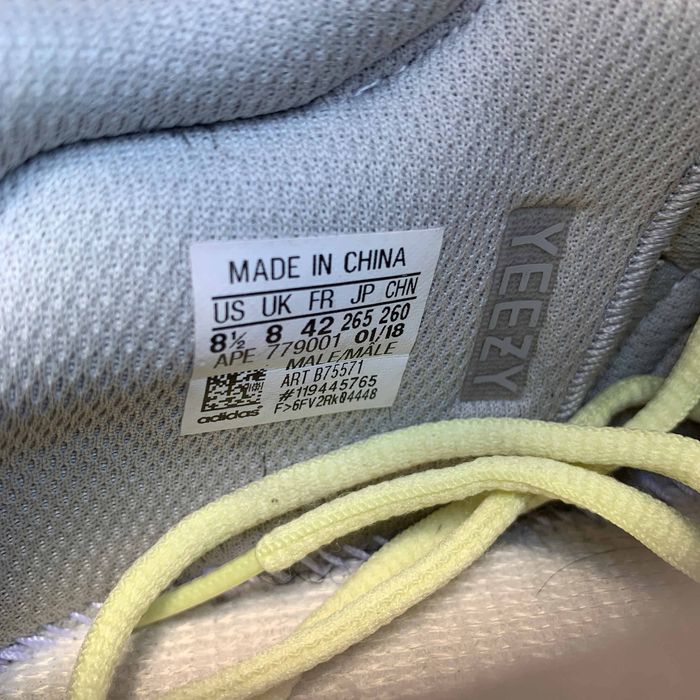 MADE IN CHINA
US UK FR JP CHN
8½ 8 42 265 260
APE 779001 01/18
MALE/MÂLE
ART B75571
#119445765
F>6FV2Rk04448
adidas
YEEZY